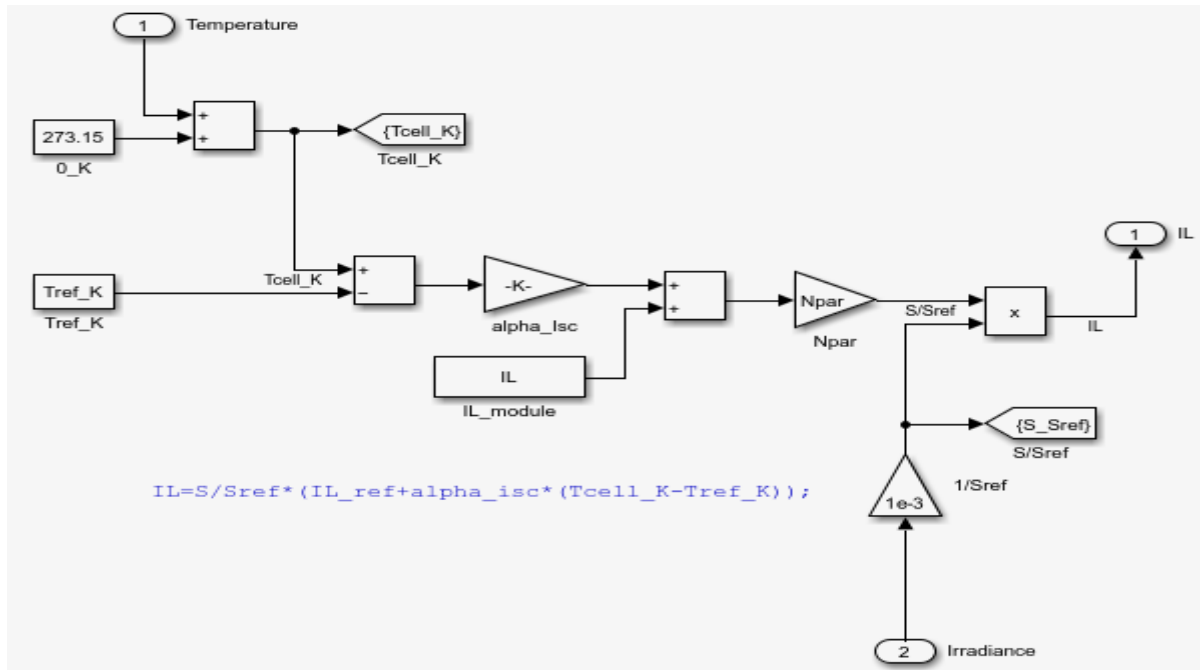 1 Temperature
273.15
0_K
+
+
{Tcell_K}
Tcell_K
Tref_K
Tref_K
Tcell_K
+
−
-K-
alpha_Isc
+
+
IL
IL_module
Npar
Npar
S/Sref
x
IL
1 IL
{S_Sref}
S/Sref
1e-3
1/Sref
IL=S/Sref*(IL_ref+alpha_isc*(Tcell_K-Tref_K));
2 Irradiance